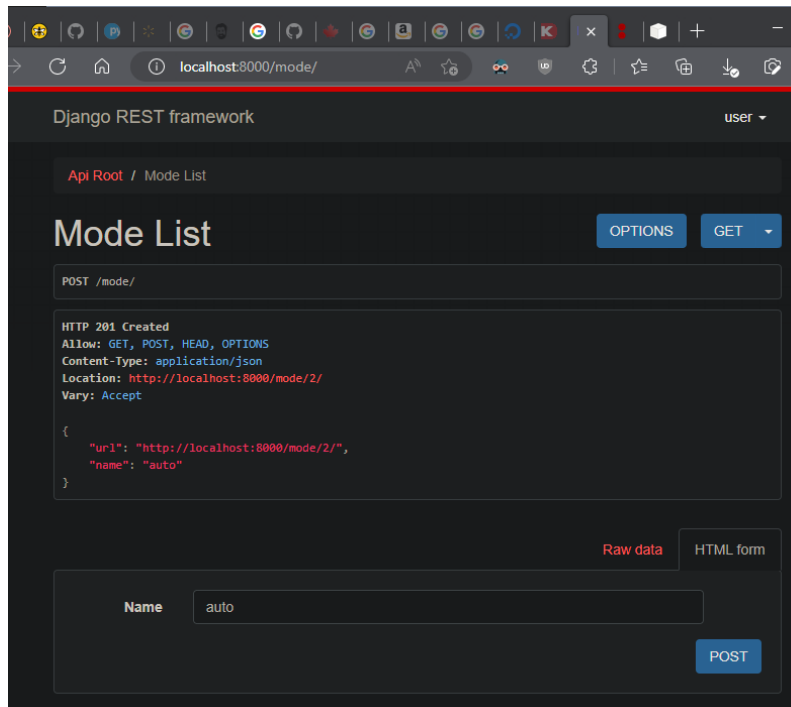 localhost:8000/mode/
Django REST framework
user
Api Root / Mode List
Mode List
OPTIONS
GET
POST /mode/
HTTP 201 Created
Allow: GET, POST, HEAD, OPTIONS
Content-Type: application/json
Location: http://localhost:8000/mode/2/
Vary: Accept
{
"url": "http://localhost:8000/mode/2/",
"name": "auto"
}
Raw data
HTML form
Name
auto
POST